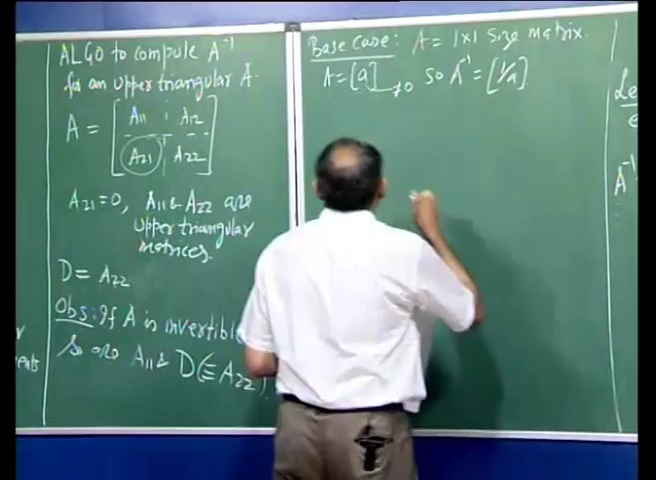 ALGO to compute A⁻¹
for an upper triangular A.
A = [ A11 A12
A21 A22 ]
A21 = 0, A11 & A22 are
Upper triangular
matrices.
D = A22
Obs: If A is invertible
so are A11 & D (≡ A22).
Base Case: A = 1x1 size matrix.
A = [a] ≠0 so A⁻¹ = [1/a]
A⁻¹